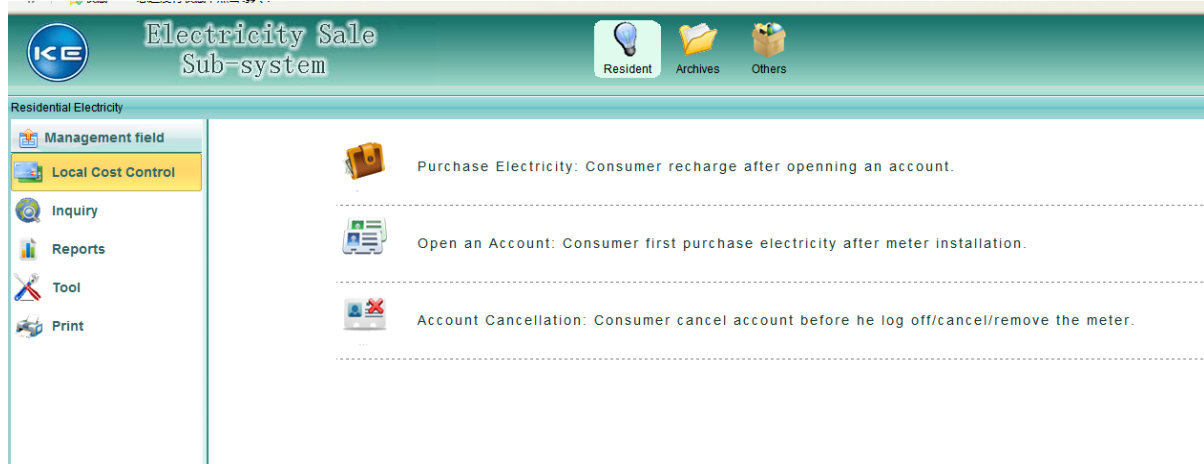 KE
Electricity Sale
Sub-system
Resident
Archives
Others
Residential Electricity
Management field
Local Cost Control
Inquiry
Reports
Tool
Print
Purchase Electricity: Consumer recharge after openning an account.
Open an Account: Consumer first purchase electricity after meter installation.
Account Cancellation: Consumer cancel account before he log off/cancel/remove the meter.